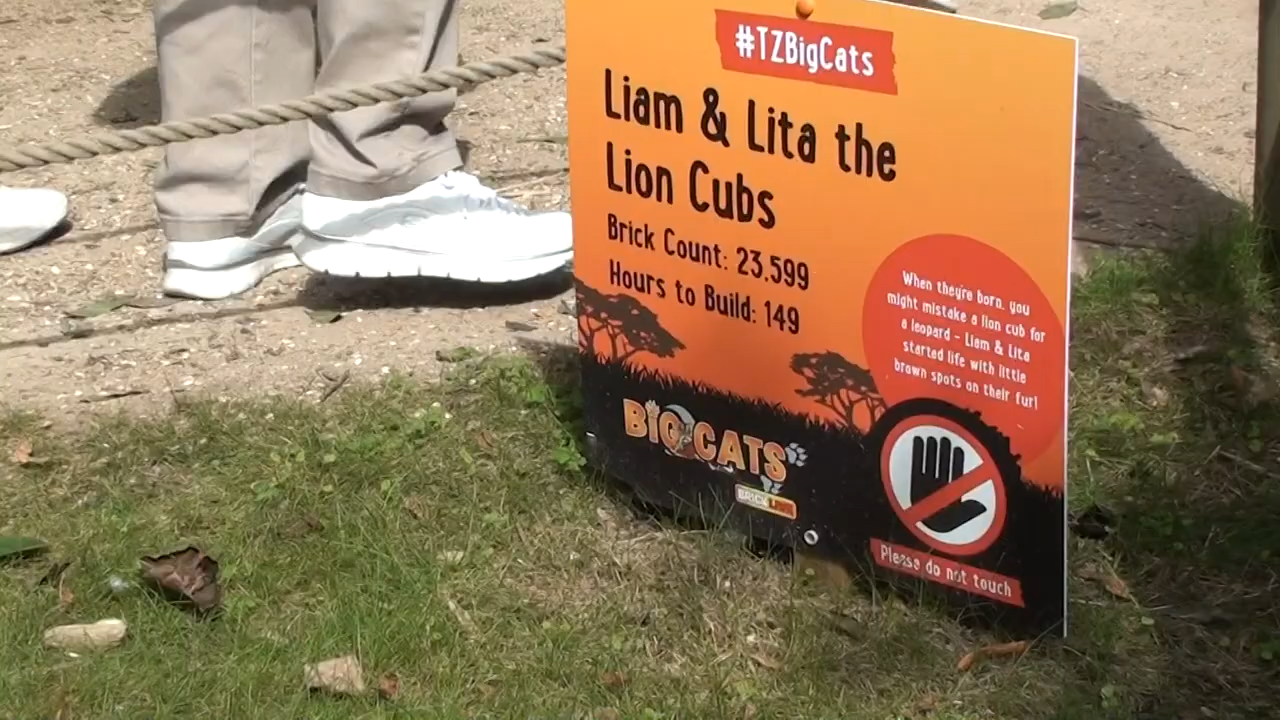 #TZBigCats
Liam & Lita the
Lion Cubs
Brick Count: 23.599
Hours to Build: 149
When they're born, you
might mistake a lion cub for
a leopard - Liam & Lita
started life with little
brown spots on their fur!
BIG CATS
BRICK LIVE
Please do not touch